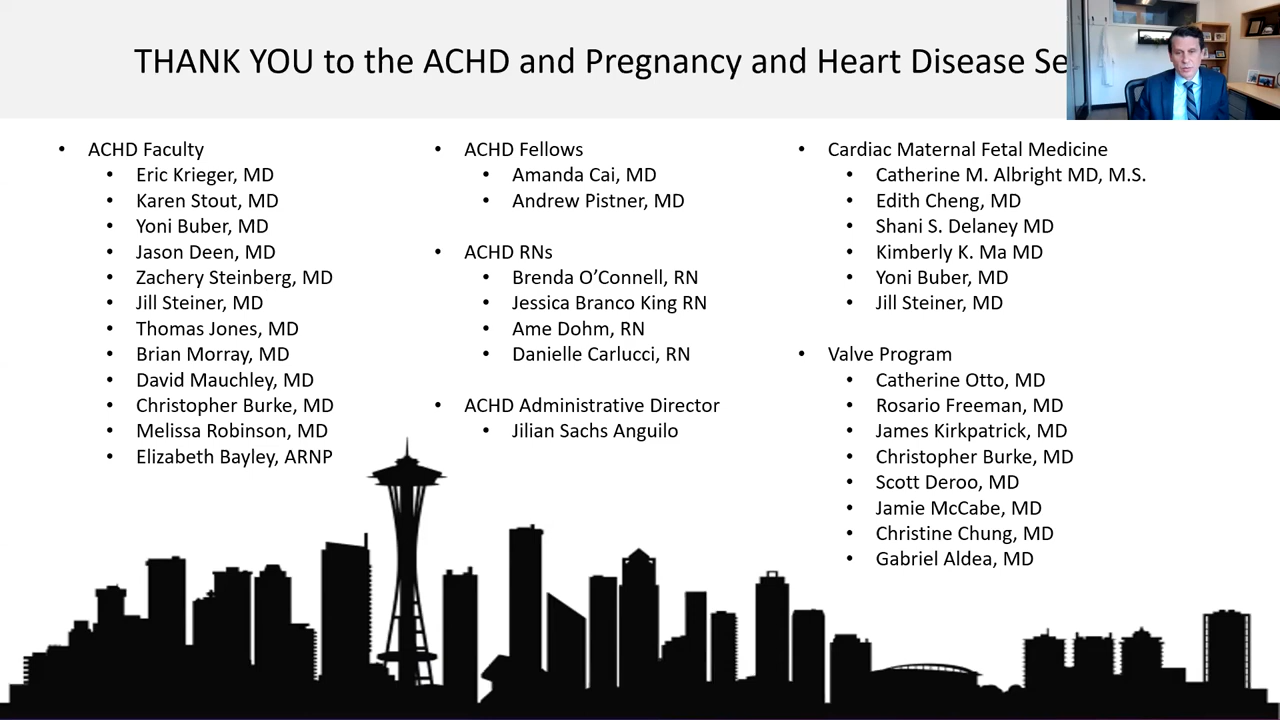 THANK YOU to the ACHD and Pregnancy and Heart Disease
ACHD Faculty
Eric Krieger, MD
Karen Stout, MD
Yoni Buber, MD
Jason Deen, MD
Zachery Steinberg, MD
Jill Steiner, MD
Thomas Jones, MD
Brian Morray, MD
David Mauchley, MD
Christopher Burke, MD
Melissa Robinson, MD
Elizabeth Bayley, ARNP
ACHD Fellows
Amanda Cai, MD
Andrew Pistner, MD
ACHD RNs
Brenda O’Connell, RN
Jessica Branco King RN
Ame Dohm, RN
Danielle Carlucci, RN
ACHD Administrative Director
Jilian Sachs Anguilo
Cardiac Maternal Fetal Medicine
Catherine M. Albright MD, M.S.
Edith Cheng, MD
Shani S. Delaney MD
Kimberly K. Ma MD
Yoni Buber, MD
Jill Steiner, MD
Valve Program
Catherine Otto, MD
Rosario Freeman, MD
James Kirkpatrick, MD
Christopher Burke, MD
Scott Deroo, MD
Jamie McCabe, MD
Christine Chung, MD
Gabriel Aldea, MD